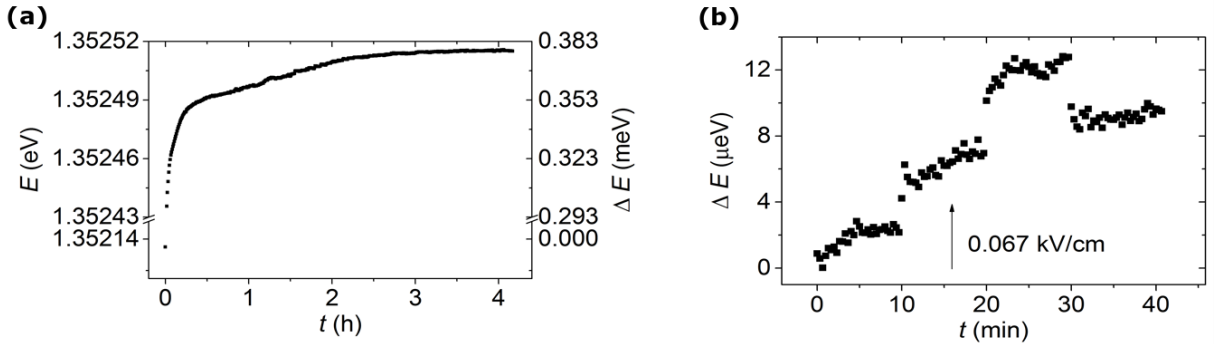 (a)
E (eV)
1.35252
1.35249
1.35246
1.35243
1.35214
0.383
0.353
0.323
0.293
0.000
Δ E (meV)
0 1 2 3 4
t (h)
(b)
Δ E (μeV)
12
8
4
0
0.067 kV/cm
0 10 20 30 40
t (min)